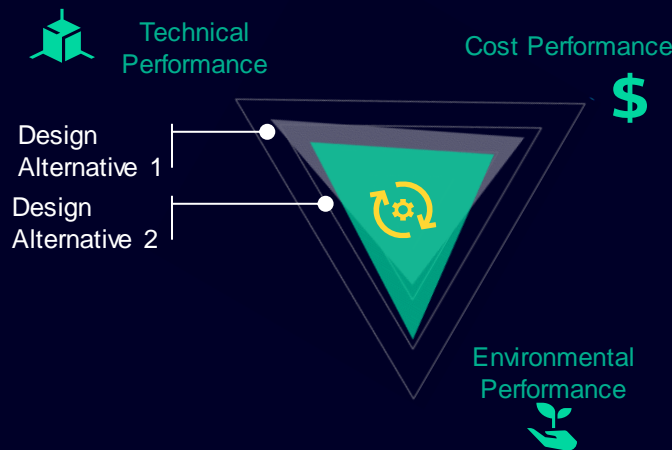 Technical
Performance
Cost Performance
$
Design
Alternative 1
Design
Alternative 2
Environmental
Performance